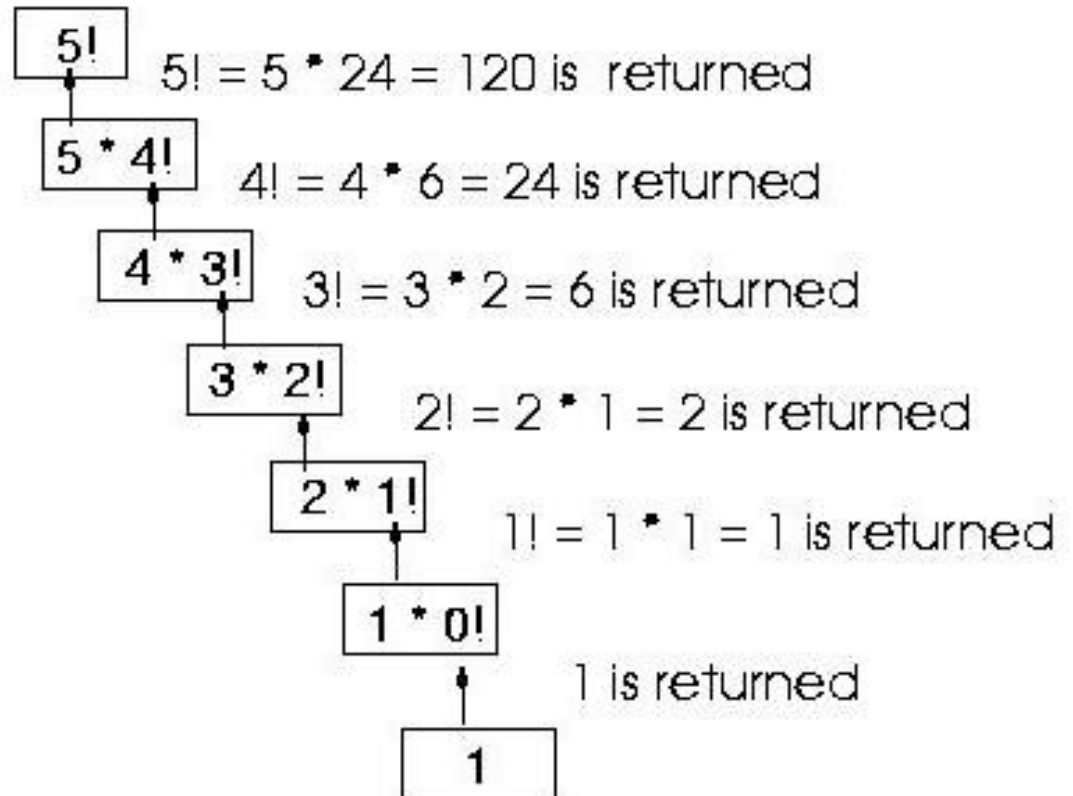 5!
5! = 5 * 24 = 120 is returned
5 * 4!
4! = 4 * 6 = 24 is returned
4 * 3!
3! = 3 * 2 = 6 is returned
3 * 2!
2! = 2 * 1 = 2 is returned
2 * 1!
1! = 1 * 1 = 1 is returned
1 * 0!
1 is returned
1